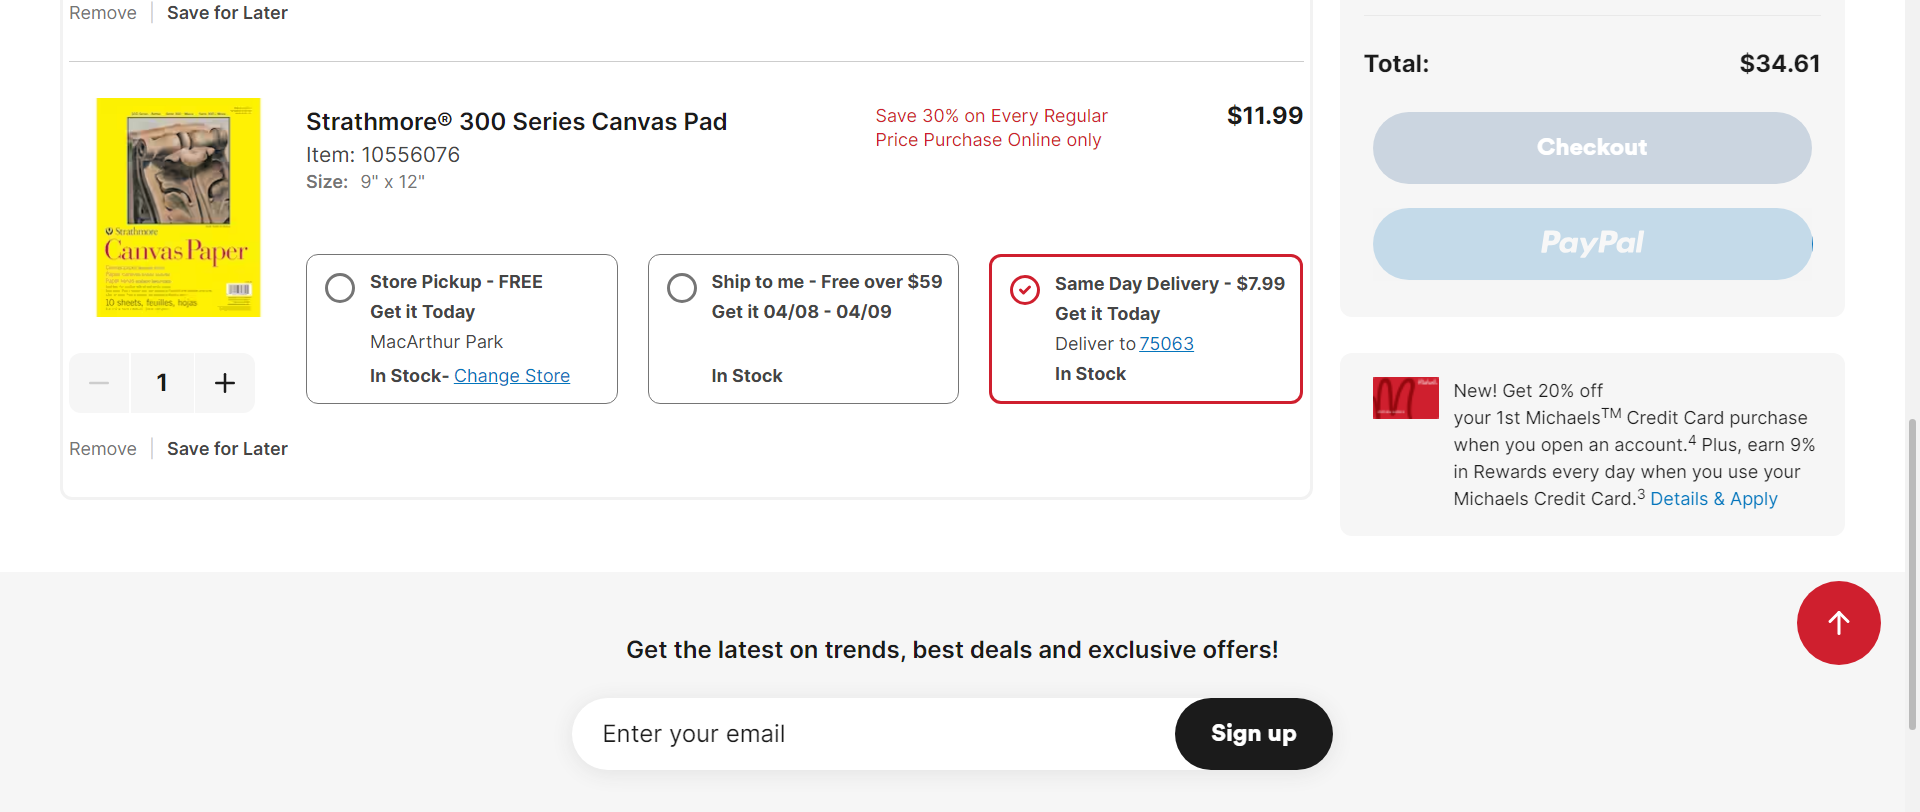 Remove
Save for Later
Total:
$34.61
Strathmore® 300 Series Canvas Pad
Item: 10556076
Size: 9" x 12"
Save 30% on Every Regular
Price Purchase Online only
$11.99
Checkout
PayPal
Strathmore
Canvas Paper
10 sheets, feuilles, hojas
Store Pickup - FREE
Get it Today
MacArthur Park
In Stock- Change Store
Ship to me - Free over $59
Get it 04/08 - 04/09
In Stock
Same Day Delivery - $7.99
Get it Today
Deliver to 75063
In Stock
1
Remove
Save for Later
New! Get 20% off
your 1st Michaels™ Credit Card purchase
when you open an account.⁴ Plus, earn 9%
in Rewards every day when you use your
Michaels Credit Card.³ Details & Apply
Get the latest on trends, best deals and exclusive offers!
Enter your email
Sign up